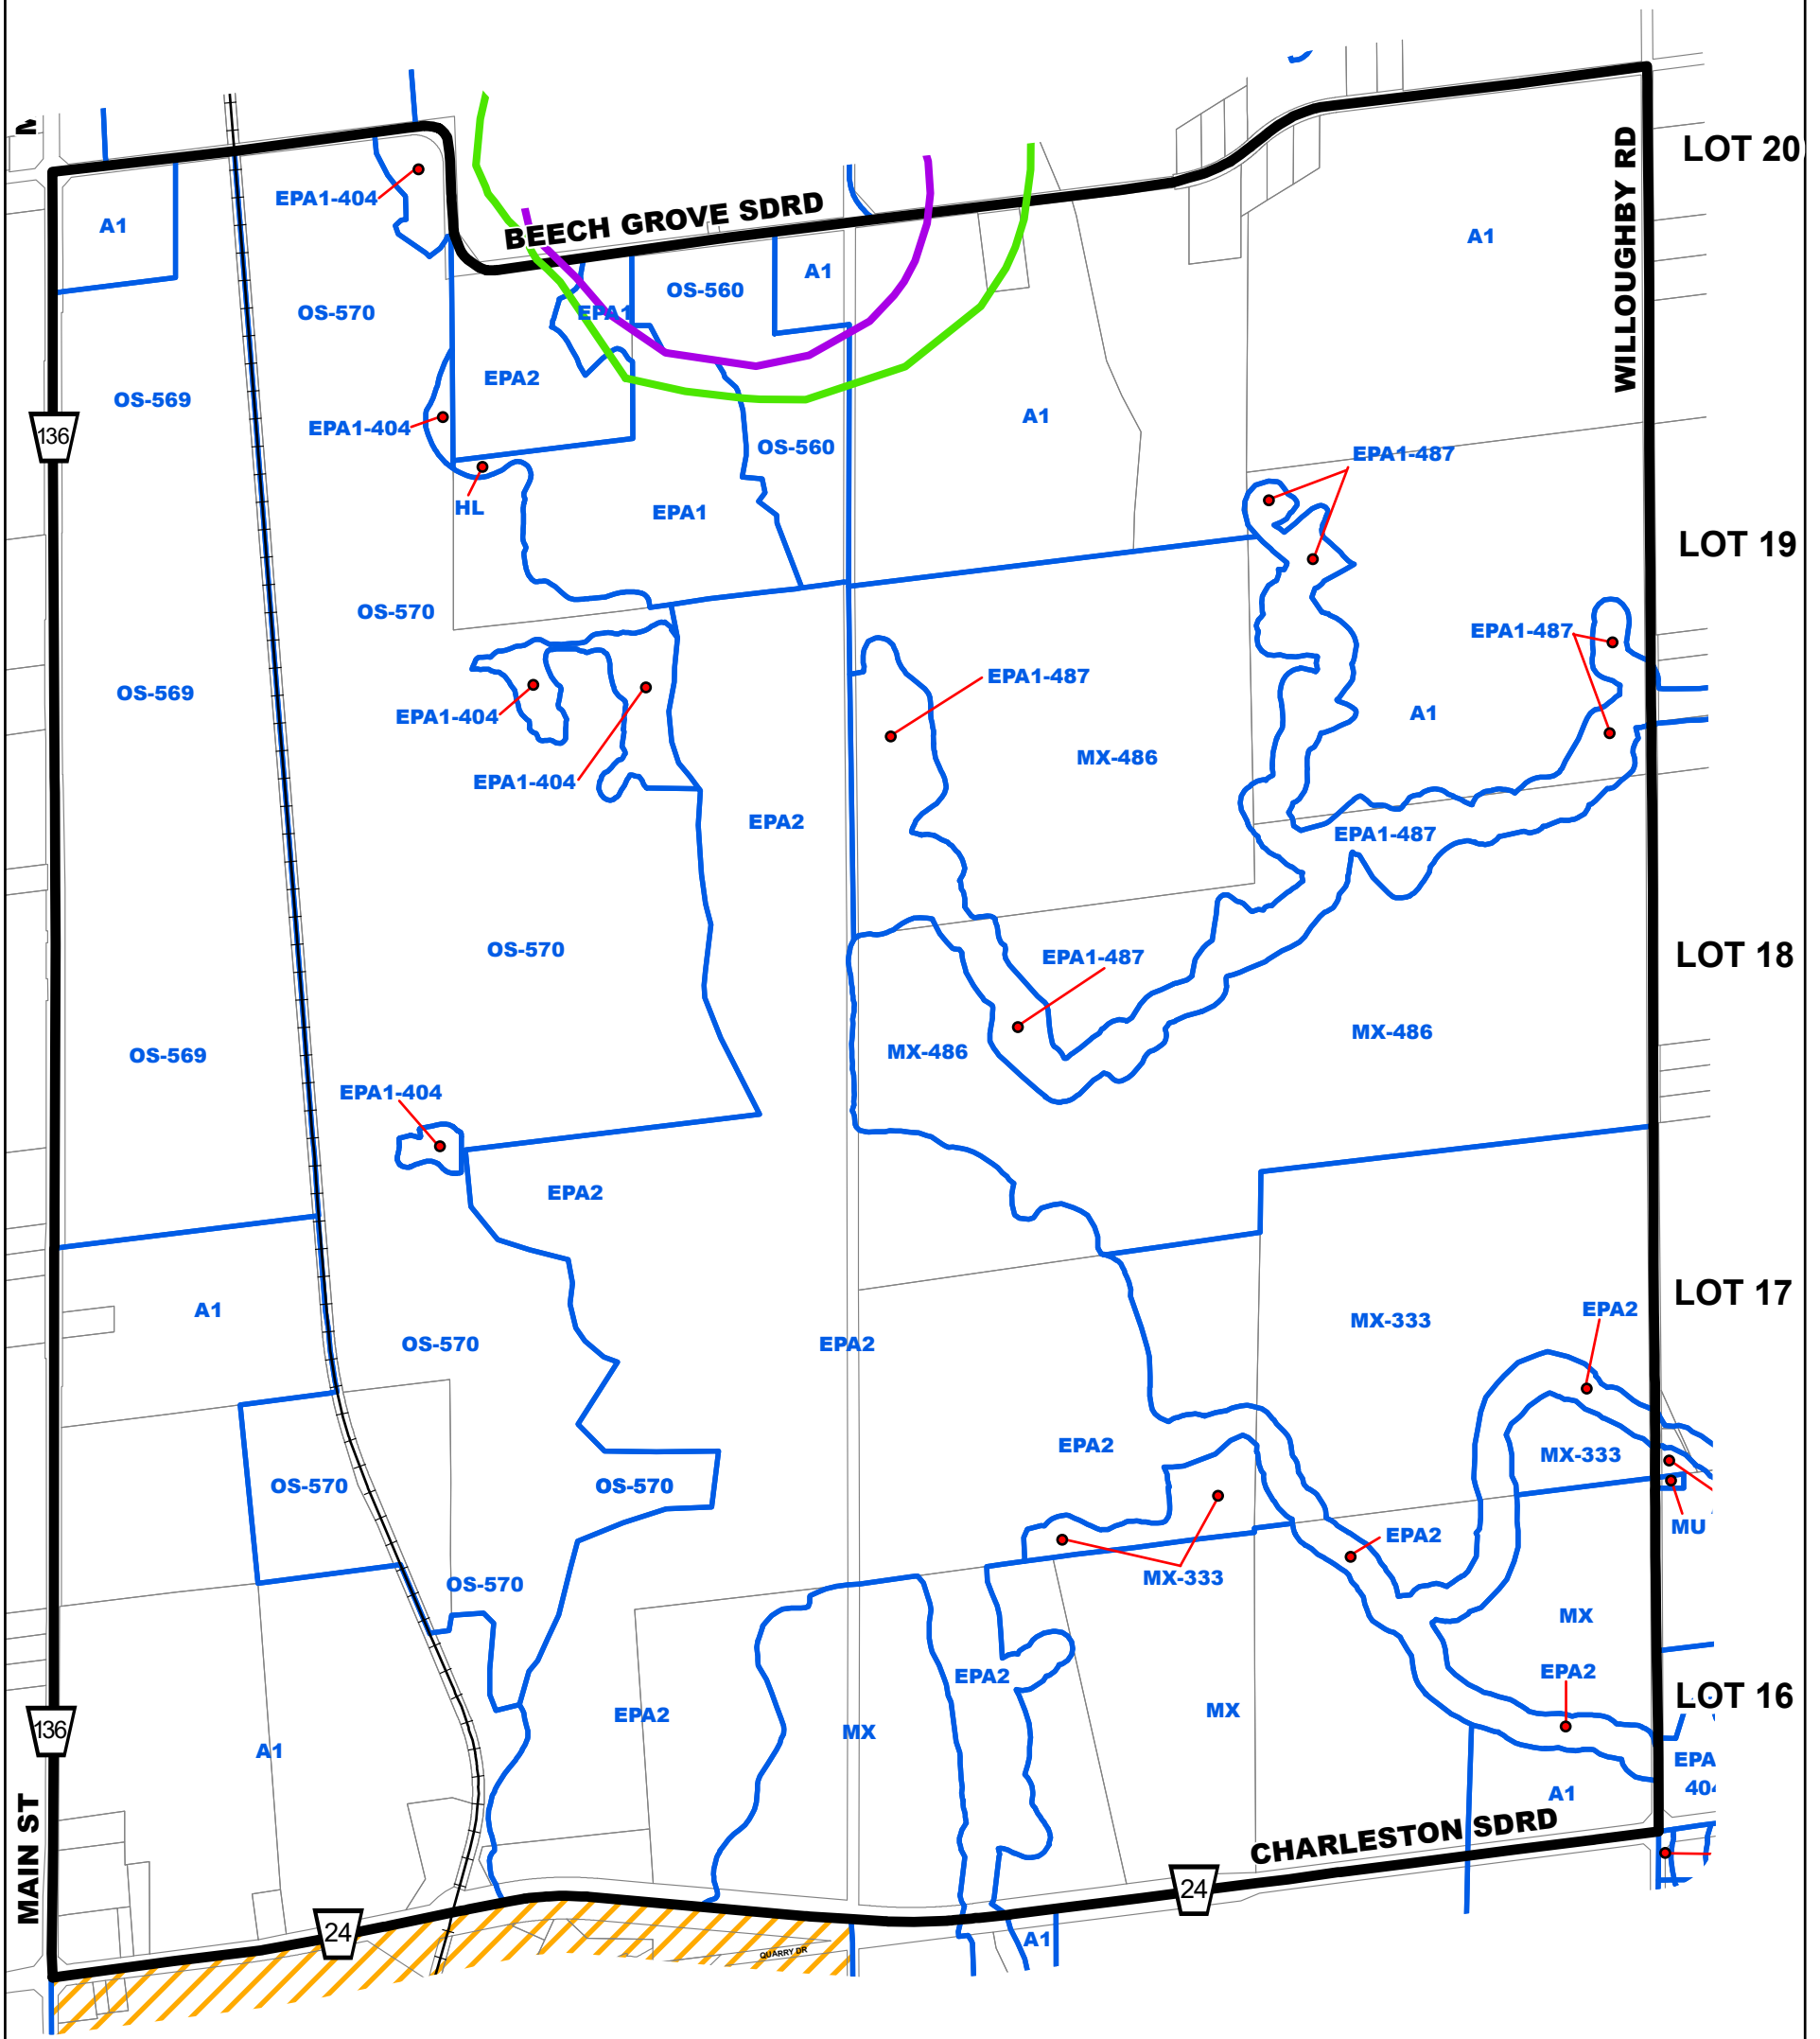 LOT 20
WILLOUGHBY RD
EPA1-404
BEECH GROVE SDRD
A1
A1
A1
OS-560
OS-570
EPA1
EPA2
OS-569
A1
136
EPA1-404
OS-560
EPA1-487
HL
EPA1
LOT 19
OS-570
EPA1-487
EPA1-487
OS-569
EPA1-404
A1
MX-486
EPA1-404
EPA2
EPA1-487
OS-570
EPA1-487
LOT 18
OS-569
MX-486
MX-486
EPA1-404
EPA2
LOT 17
A1
EPA2
MX-333
OS-570
EPA2
EPA2
MX-333
OS-570
OS-570
MU
EPA2
MX-333
OS-570
MX
EPA2
EPA2
LOT 16
EPA2
MX
MX
136
A1
EPA
404
A1
MAIN ST
CHARLESTON SDRD
24
24
A1
QUARRY DR